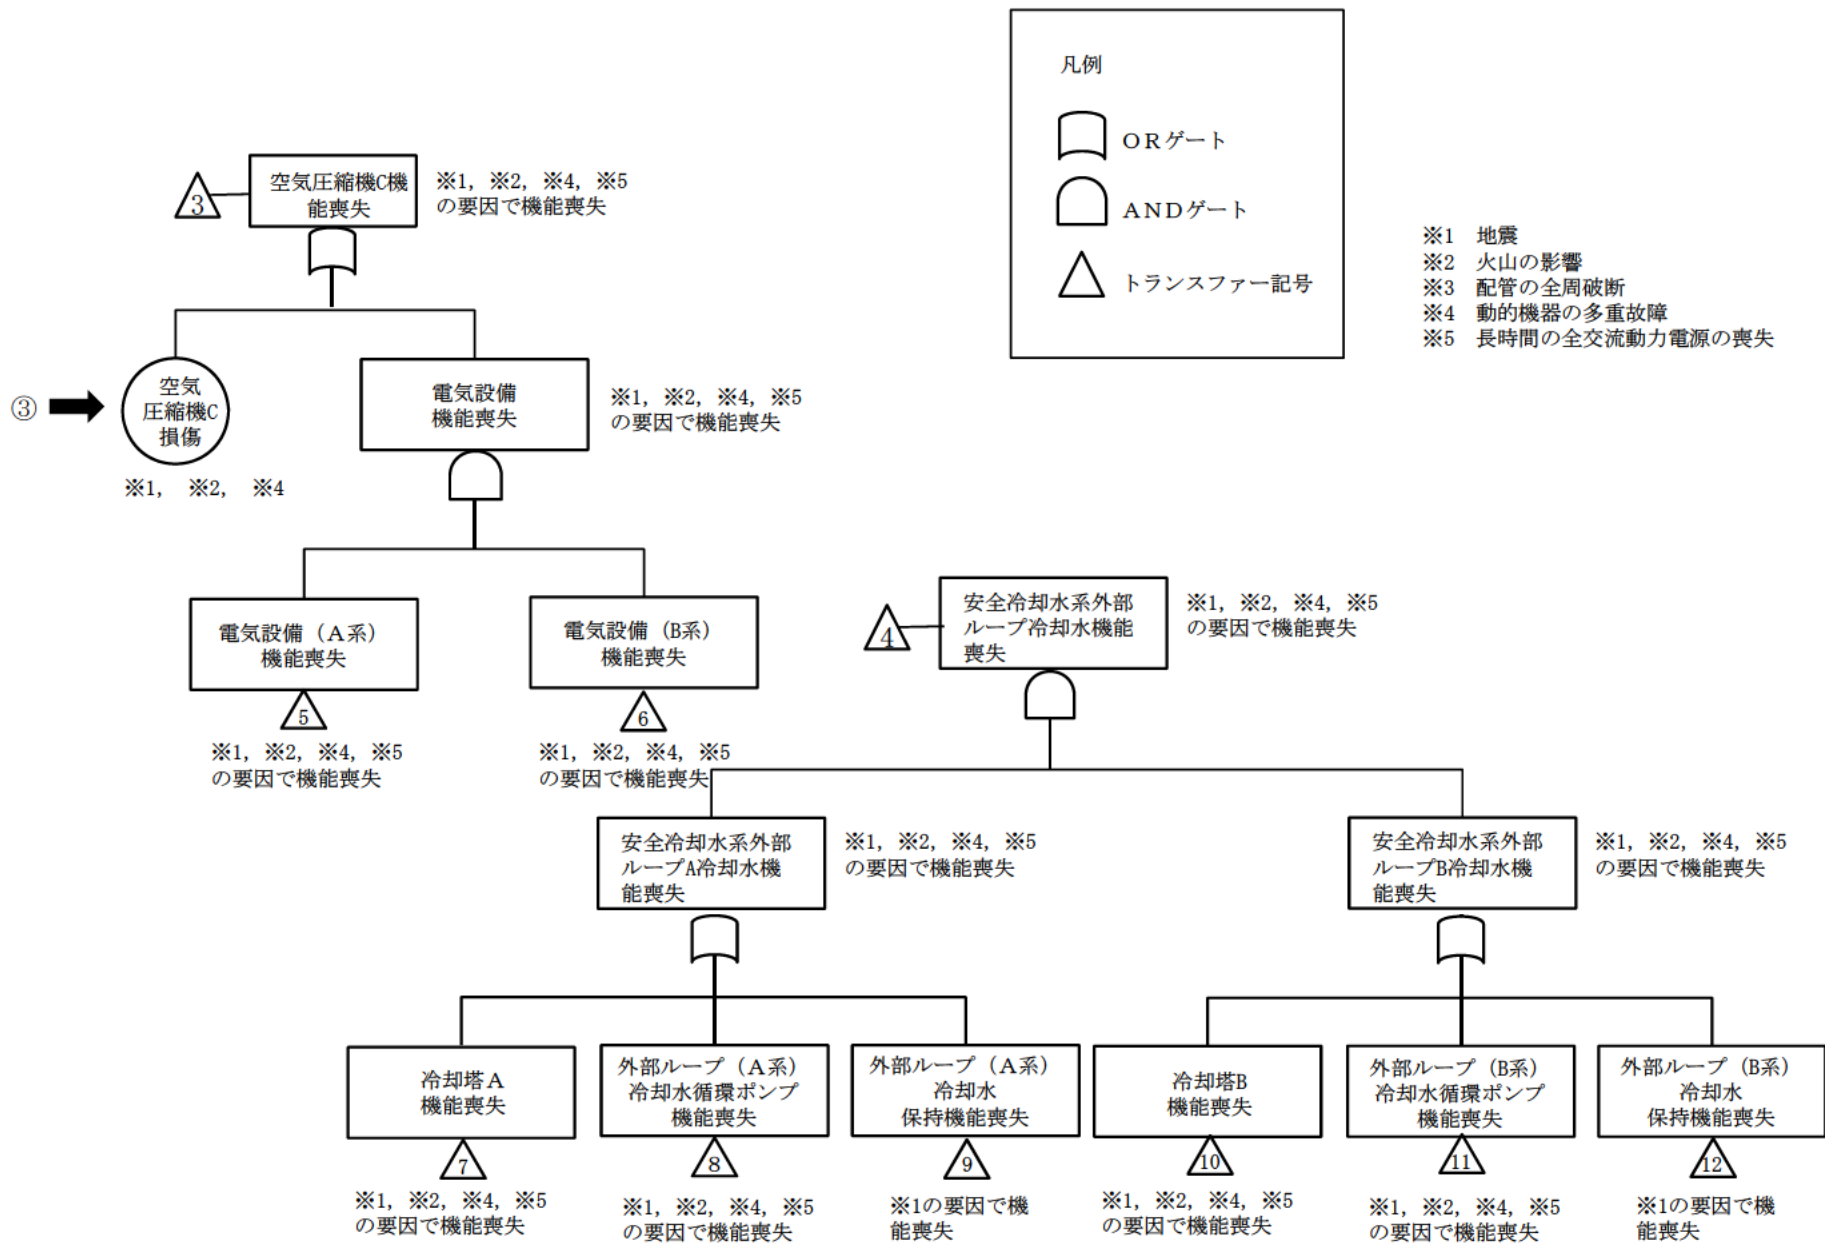 凡例
ORゲート
ANDゲート
トランスファー記号
※1 地震
※2 火山の影響
※3 配管の全周破断
※4 動的機器の多重故障
※5 長時間の全交流動力電源の喪失
3
空気圧縮機C機
能喪失
※1, ※2, ※4, ※5
の要因で機能喪失
③
空気
圧縮機C
損傷
※1, ※2, ※4
電気設備
機能喪失
※1, ※2, ※4, ※5
の要因で機能喪失
電気設備（A系）
機能喪失
5
※1, ※2, ※4, ※5
の要因で機能喪失
電気設備（B系）
機能喪失
6
※1, ※2, ※4, ※5
の要因で機能喪失
4
安全冷却水系外部
ループ冷却水機能
喪失
※1, ※2, ※4, ※5
の要因で機能喪失
安全冷却水系外部
ループA冷却水機
能喪失
※1, ※2, ※4, ※5
の要因で機能喪失
安全冷却水系外部
ループB冷却水機
能喪失
※1, ※2, ※4, ※5
の要因で機能喪失
冷却塔A
機能喪失
7
※1, ※2, ※4, ※5
の要因で機能喪失
外部ループ（A系）
冷却水循環ポンプ
機能喪失
8
※1, ※2, ※4, ※5
の要因で機能喪失
外部ループ（A系）
冷却水
保持機能喪失
9
※1の要因で機
能喪失
冷却塔B
機能喪失
10
※1, ※2, ※4, ※5
の要因で機能喪失
外部ループ（B系）
冷却水循環ポンプ
機能喪失
11
※1, ※2, ※4, ※5
の要因で機能喪失
外部ループ（B系）
冷却水
保持機能喪失
12
※1の要因で機
能喪失